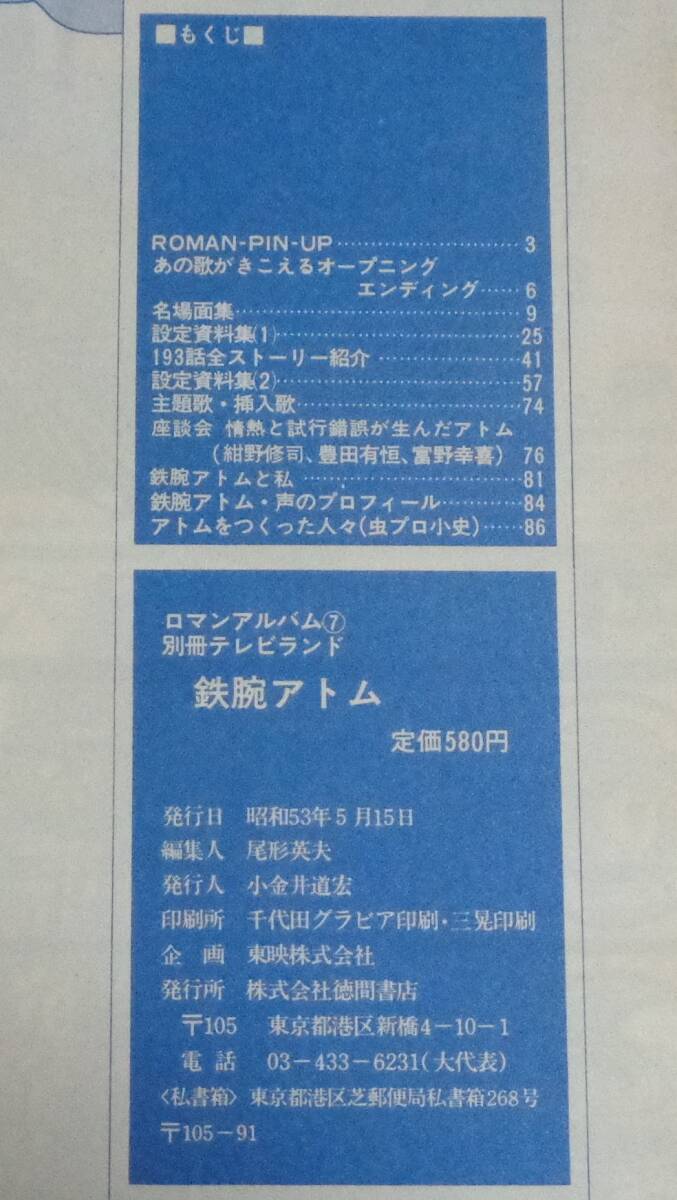 ■もくじ■
ROMAN-PIN-UP…………………………3
あの歌がきこえるオープニング
エンディング……6
名場面集…………………………………………9
設定資料集(1)…………………………………25
193話全ストーリー紹介…………………41
設定資料集(2)…………………………………57
主題歌・挿入歌………………………………74
座談会 情熱と試行錯誤が生んだアトム
(紺野修司、豊田有恒、富野幸喜) 76
鉄腕アトムと私………………………………81
鉄腕アトム・声のプロフィール…………84
アトムをつくった人々(虫プロ小史)……86
ロマンアルバム⑦
別冊テレビランド
鉄腕アトム
定価580円
発行日 昭和53年5月15日
編集人 尾形英夫
発行人 小金井道宏
印刷所 千代田グラビア印刷・三晃印刷
企 画 東映株式会社
発行所 株式会社徳間書店
〒105 東京都港区新橋4-10-1
電 話 03-433-6231(大代表)
〈私書箱〉東京都港区芝郵便局私書箱268号
〒105-91